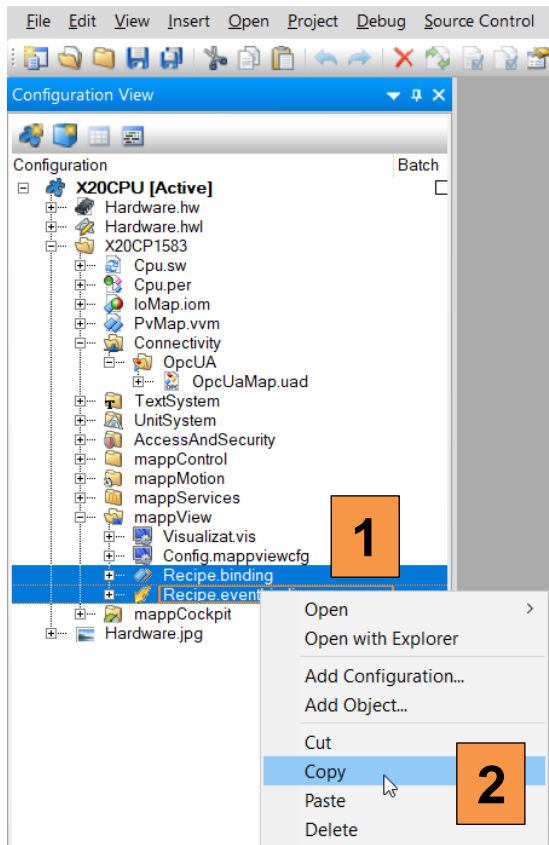 File Edit View Insert Open Project Debug Source Control
Configuration View
Configuration Batch
X20CPU [Active]
Hardware.hw
Hardware.hwl
X20CP1583
Cpu.sw
Cpu.per
IoMap.iom
PvMap.vvm
Connectivity
OpcUA
OPC OpcUaMap.uad
TextSystem
UnitSystem
AccessAndSecurity
mappControl
mappMotion
mappServices
mappView
Visualizat.vis
Config.mappviewcfg
1
Recipe.binding
Recipe.event
mappCockpit
Hardware.jpg
Open
Open with Explorer
Add Configuration...
Add Object...
Cut
Copy
2
Paste
Delete